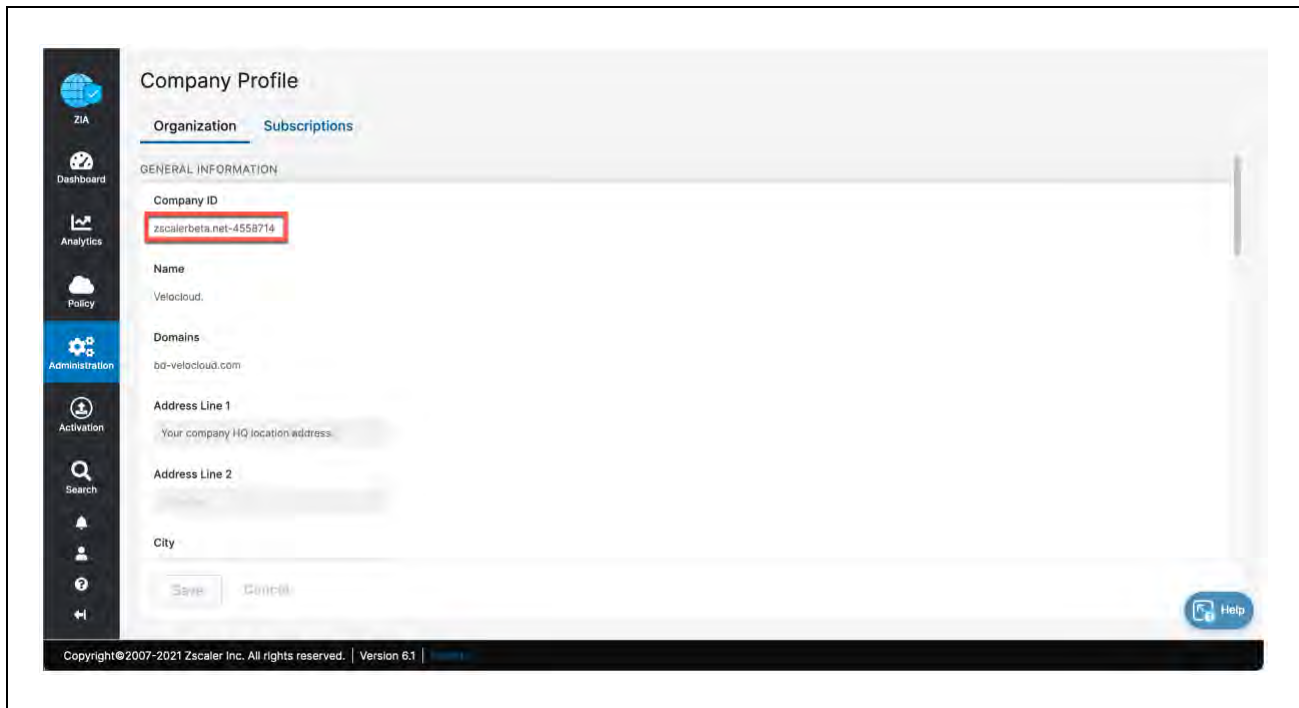 Company Profile
ZIA
Organization Subscriptions
Dashboard
GENERAL INFORMATION
Company ID
zscalerbeta.net-4558714
Analytics
Name
Policy
Velocloud.
Domains
Administration
bd-velocloud.com
Address Line 1
Activation
Your company HQ location address
Address Line 2
Search
City
Save Cancel
Help
Copyright©2007-2021 Zscaler Inc. All rights reserved. | Version 6.1 |